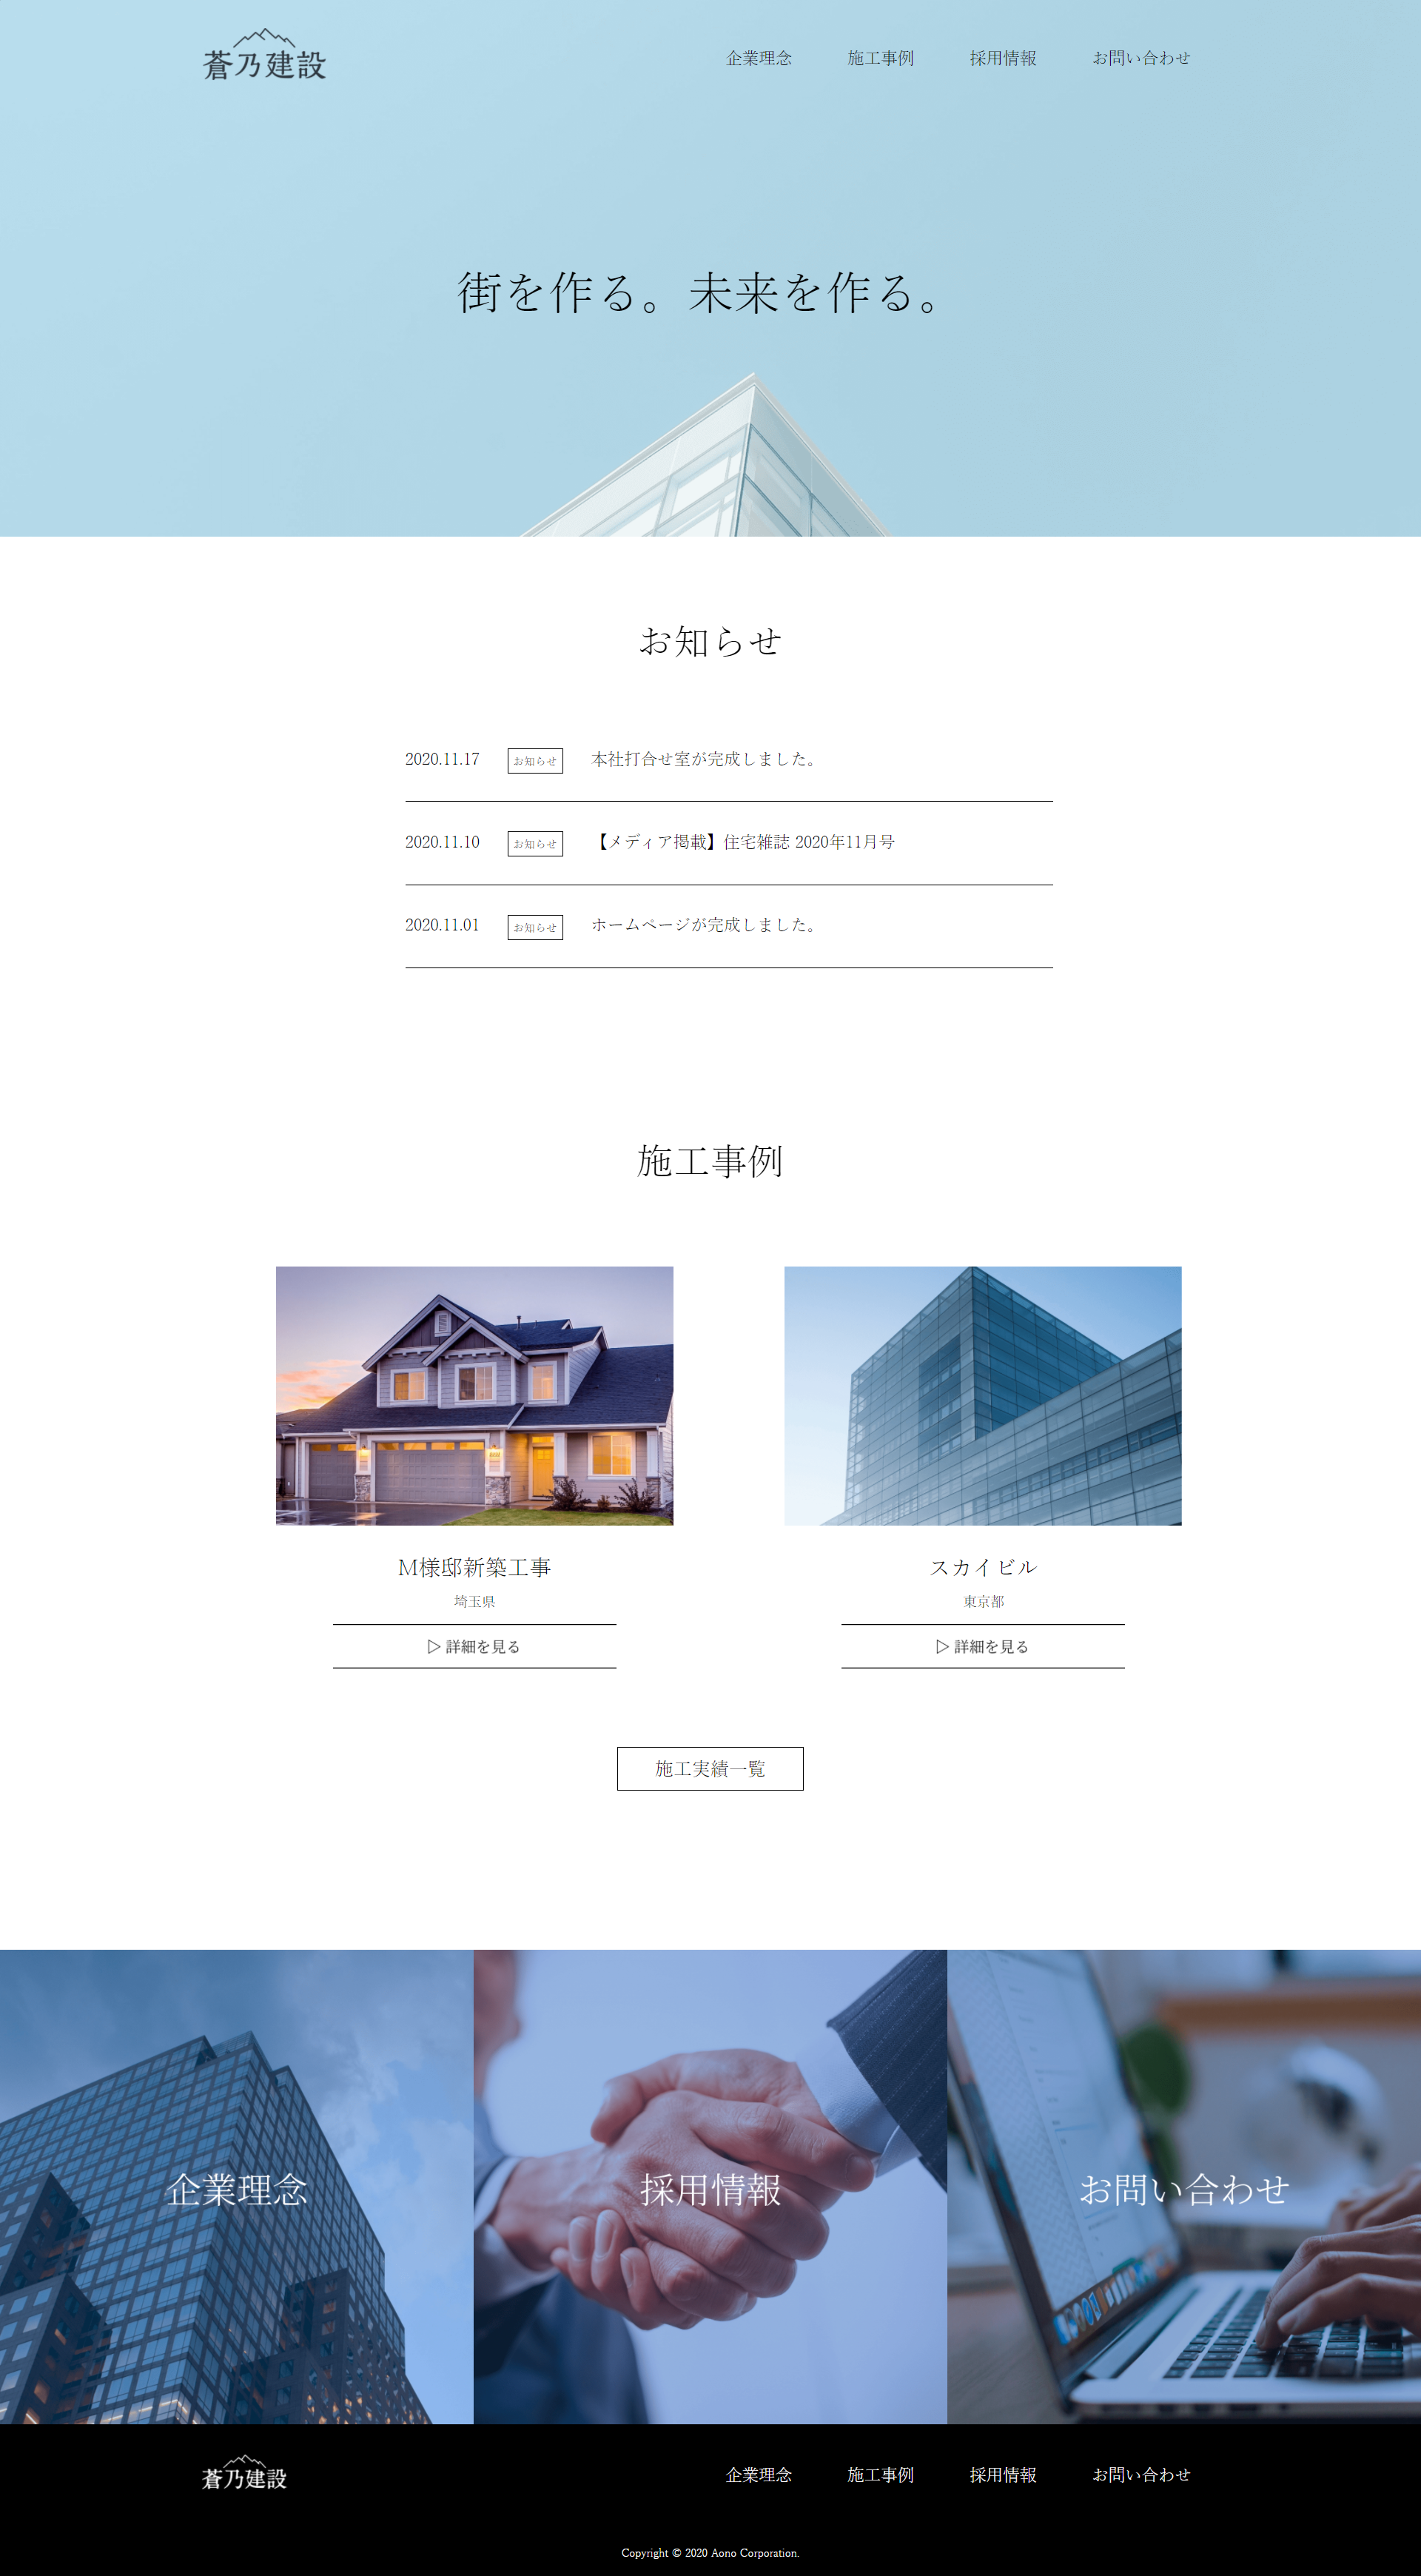 蒼乃建設
企業理念 施工事例 採用情報 お問い合わせ
街を作る。未来を作る。
お知らせ
2020.11.17 お知らせ 本社打合せ室が完成しました。
2020.11.10 お知らせ 【メディア掲載】住宅雑誌 2020年11月号
2020.11.01 お知らせ ホームページが完成しました。
施工事例
M様邸新築工事
埼玉県
▷ 詳細を見る
スカイビル
東京都
▷ 詳細を見る
施工実績一覧
企業理念
採用情報
お問い合わせ
蒼乃建設
企業理念 施工事例 採用情報 お問い合わせ
Copyright © 2020 Aono Corporation.